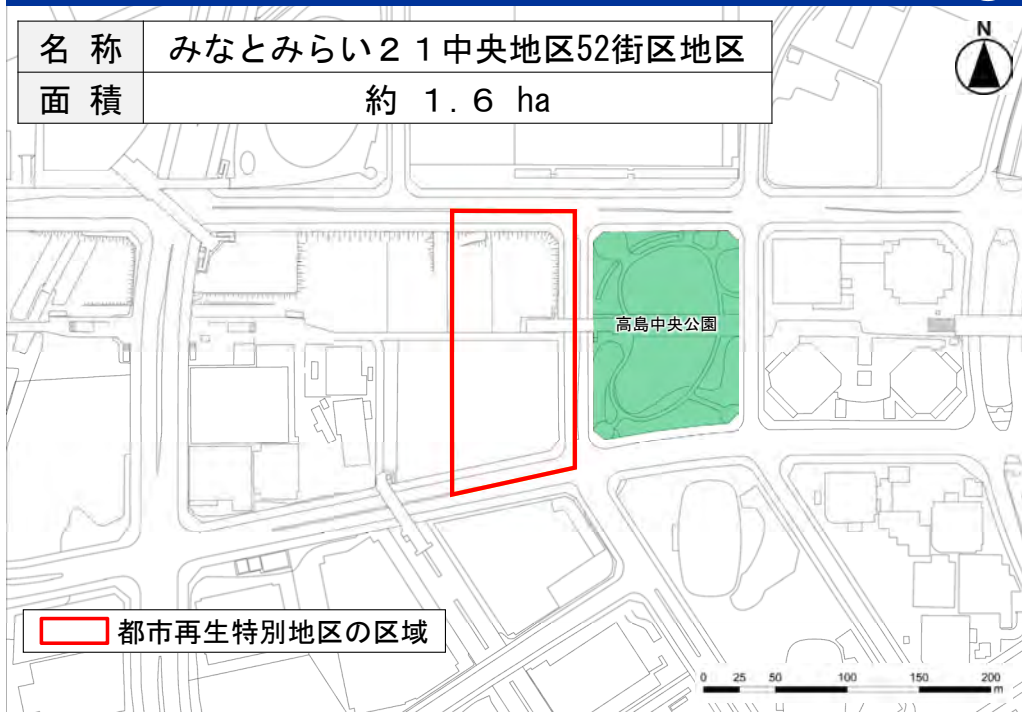 名称 みなとみらい２１中央地区52街区地区
面積 約 １.６ ha
N
高島中央公園
都市再生特別地区の区域
0 25 50 100 150 200
m